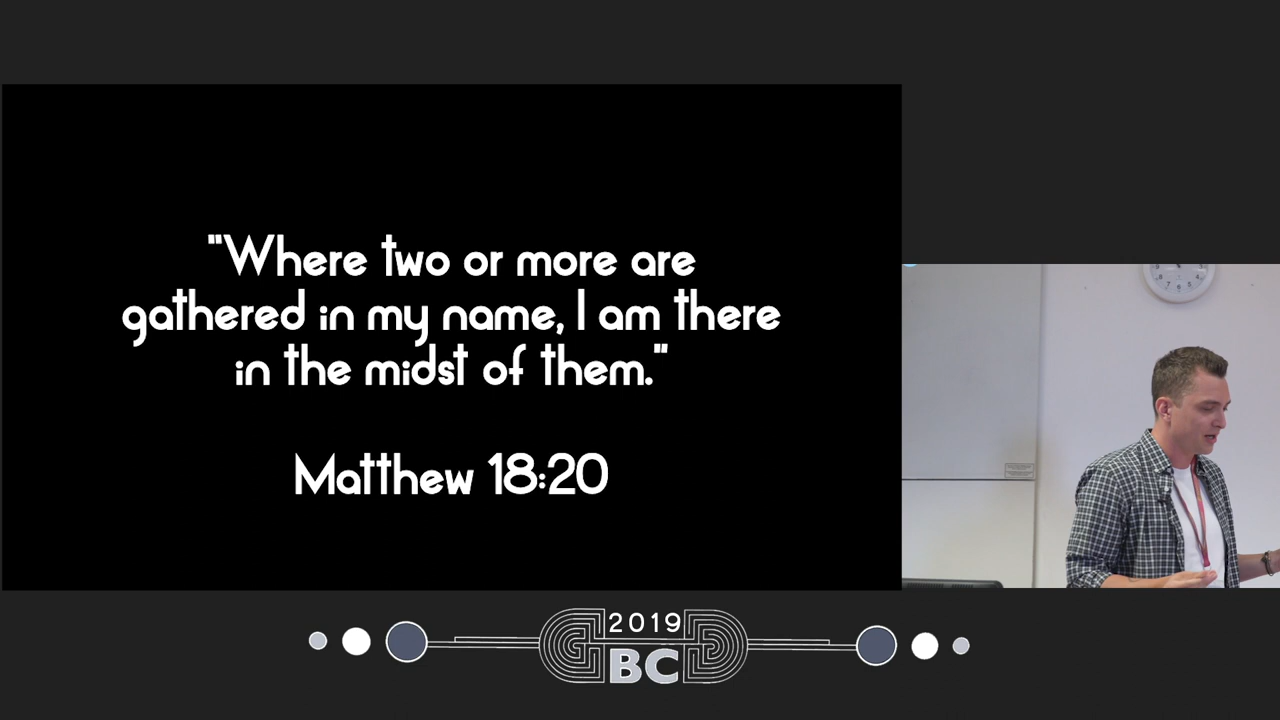 "Where two or more are
gathered in my name, I am there
in the midst of them."
Matthew 18:20
2019
BC